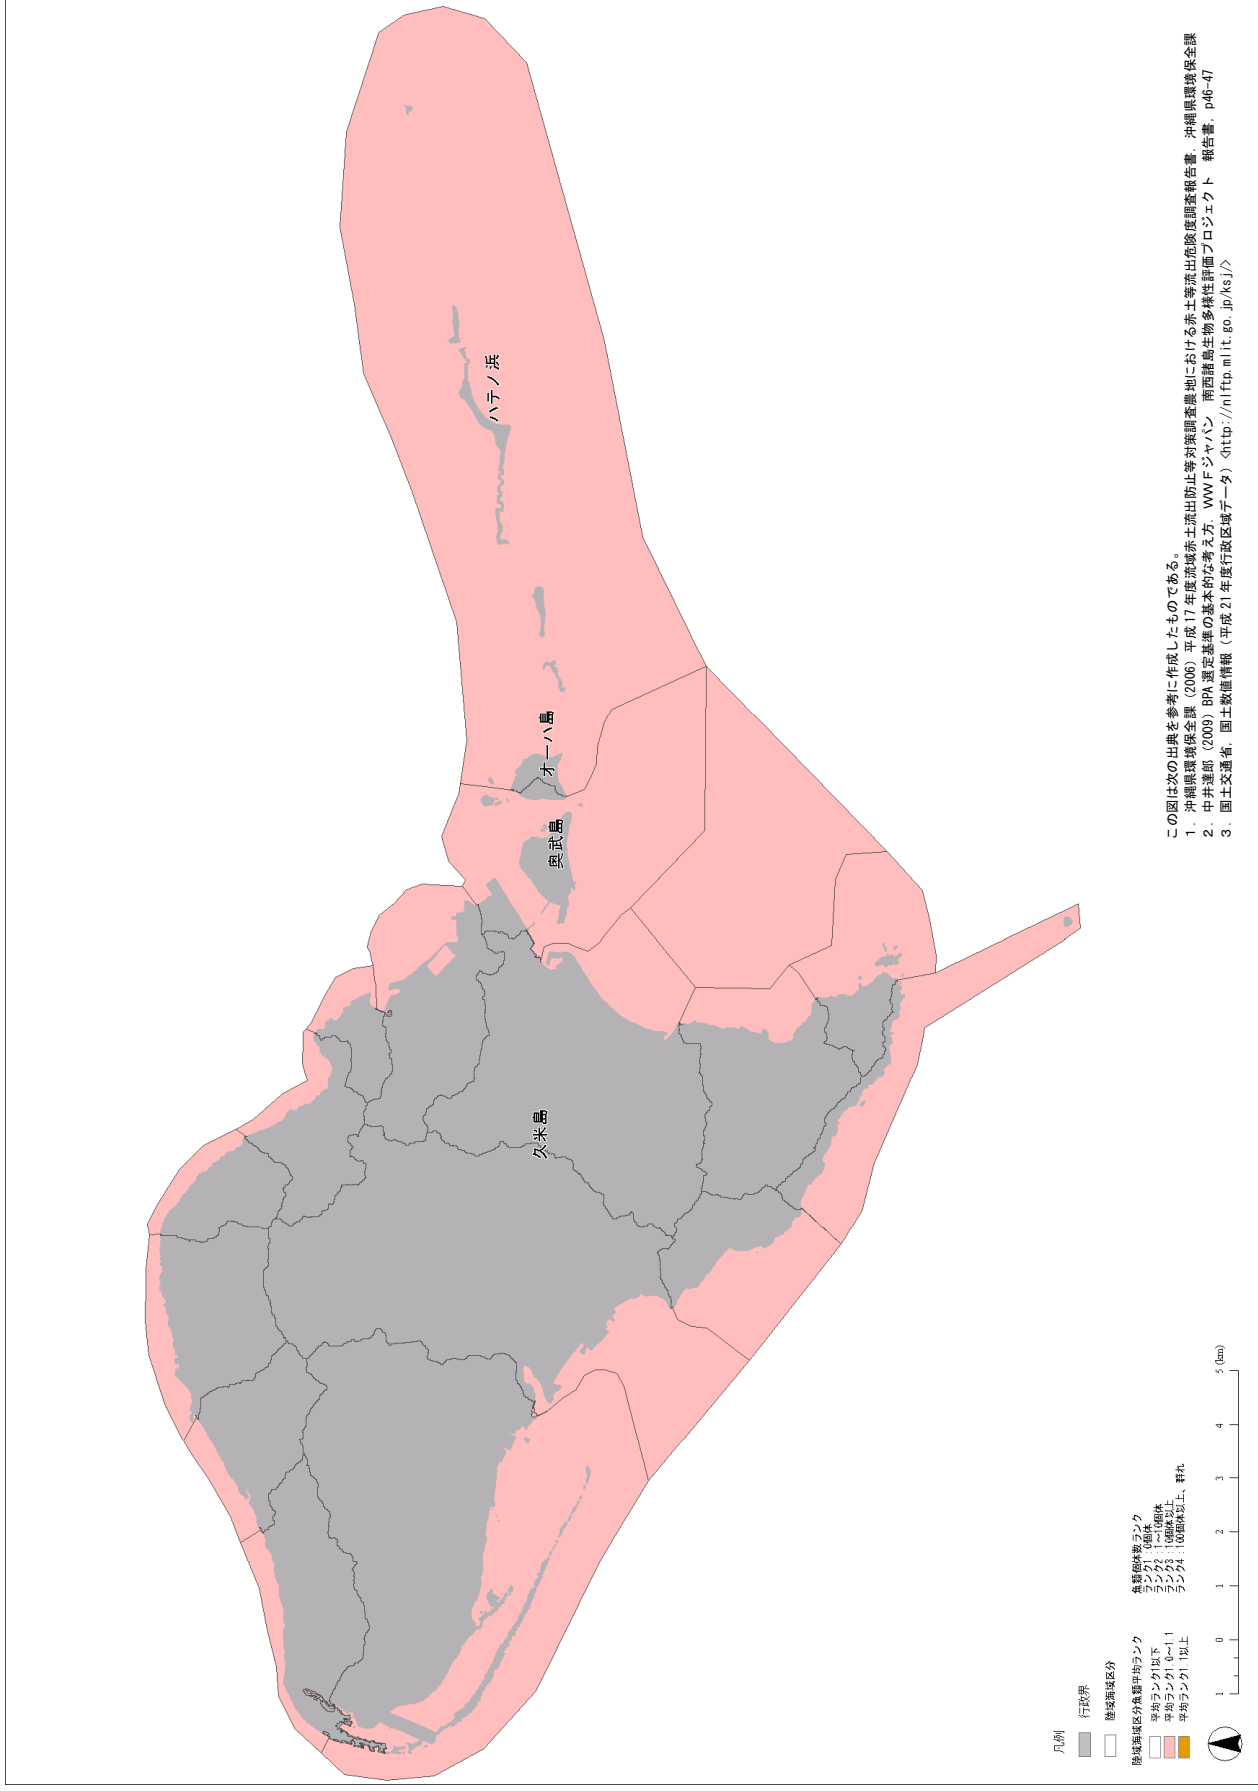 ハテノ浜
オーハ島
奥武島
久米島
凡例
行政界
陸域海域区分
陸域海域区分魚類平均ランク
平均ランク1以下
平均ランク1.0～1.1
平均ランク1.1以上
魚類個体数ランク
ランク1：0個体
ランク2：1～10個体
ランク3：10個体以上
ランク4：100個体以上、群れ
1 0 1 2 3 4 5 (km)
この図は次の出典を参考に作成したものである。
1．沖縄県環境保全課（2006）平成17年度流域赤土流出防止等対策調査農地における赤土等流出危険度調査報告書．沖縄県環境保全課
2．中井達郎（2009）BPA選定基準の基本的な考え方．WWFジャパン　南西諸島生物多様性評価プロジェクト　報告書，p46-47
3．国土交通省．国土数値情報（平成21年度行政区域データ）<http://nlftp.mlit.go.jp/ksj/>